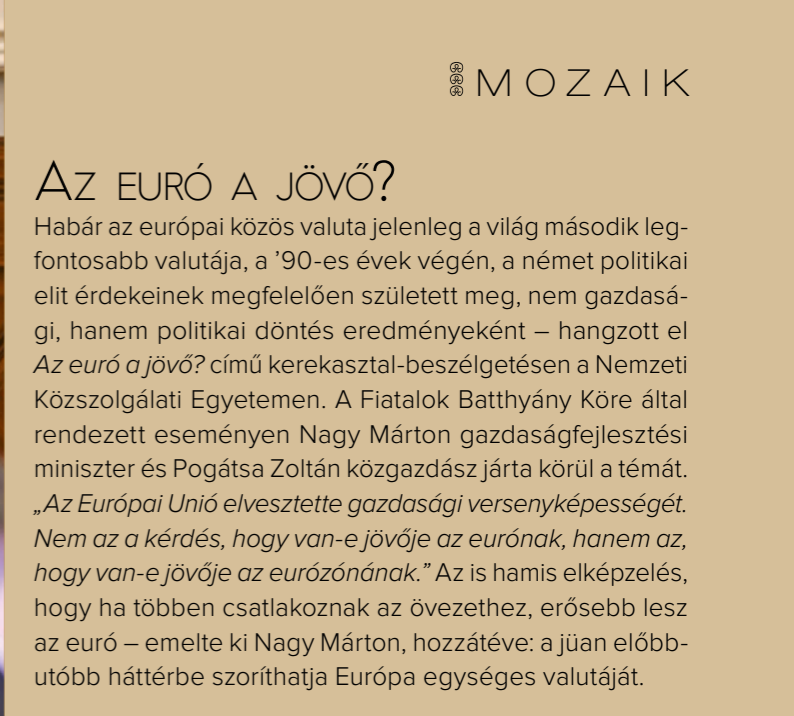 MOZAIK
Az euró a jövő?
Habár az európai közös valuta jelenleg a világ második leg-
fontosabb valutája, a ’90-es évek végén, a német politikai
elit érdekeinek megfelelően született meg, nem gazdasá-
gi, hanem politikai döntés eredményeként – hangzott el
Az euró a jövő? című kerekasztal-beszélgetésen a Nemzeti
Közszolgálati Egyetemen. A Fiatalok Batthyány Köre által
rendezett eseményen Nagy Márton gazdaságfejlesztési
miniszter és Pogátsa Zoltán közgazdász járta körül a témát.
„Az Európai Unió elvesztette gazdasági versenyképességét.
Nem az a kérdés, hogy van-e jövője az eurónak, hanem az,
hogy van-e jövője az eurózónának.” Az is hamis elképzelés,
hogy ha többen csatlakoznak az övezethez, erősebb lesz
az euró – emelte ki Nagy Márton, hozzátéve: a jüan előbb-
utóbb háttérbe szoríthatja Európa egységes valutáját.